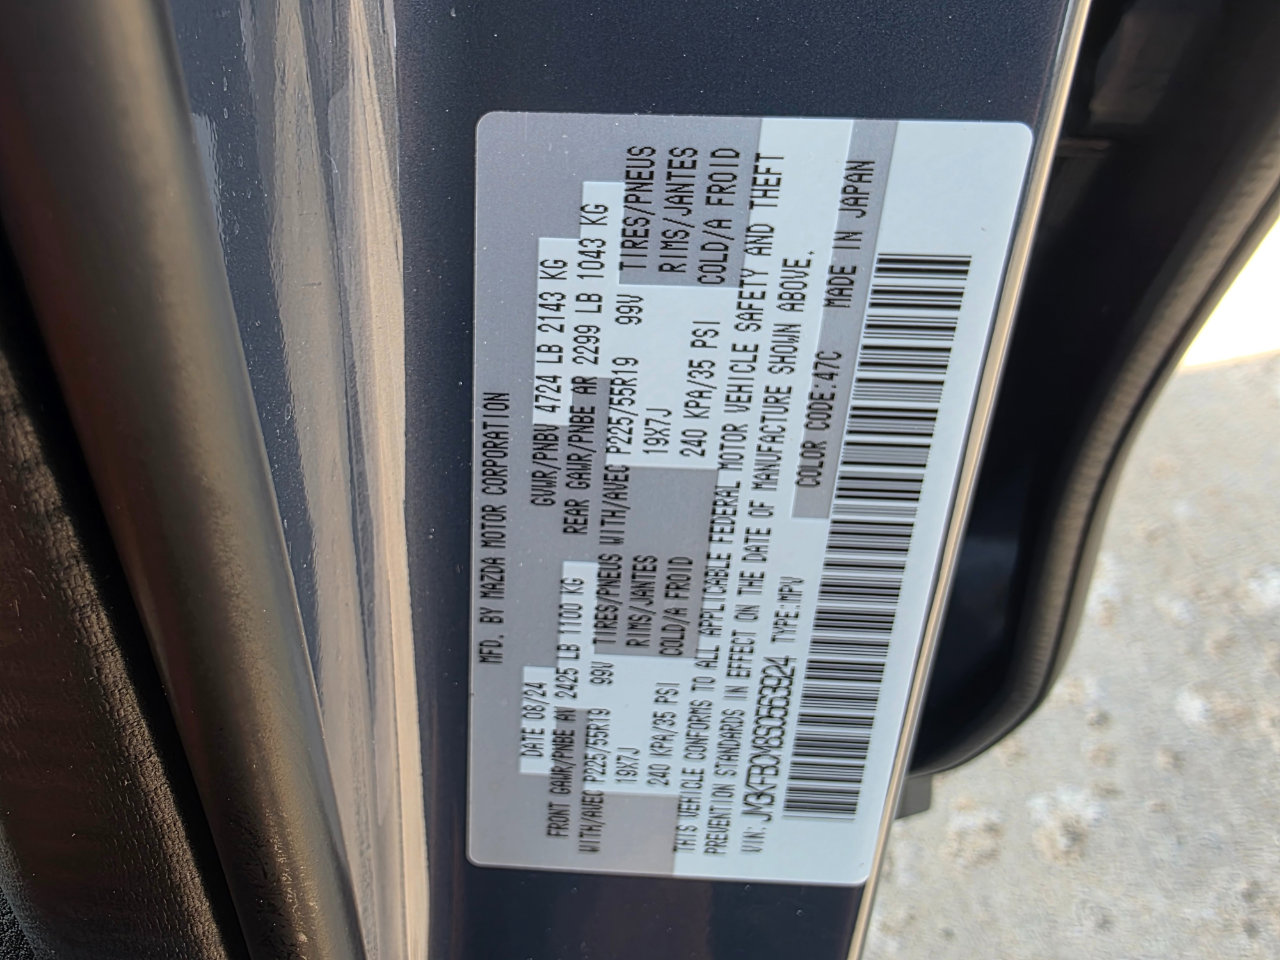 MFD. BY MAZDA MOTOR CORPORATION
DATE 08/24 GVWR/PNBV 4724 LB 2143 KG
FRONT GAWR/PNBE AV 2425 LB 1100 KG REAR GAWR/PNBE AR 2299 LB 1043 KG
WITH/AVEC P225/55R19 99V TIRES/PNEUS WITH/AVEC P225/55R19 99V TIRES/PNEUS
19X7J RIMS/JANTES 19X7J RIMS/JANTES
240 KPA/35 PSI COLD/A FROID 240 KPA/35 PSI COLD/A FROID
THIS VEHICLE CONFORMS TO ALL APPLICABLE FEDERAL MOTOR VEHICLE SAFETY AND THEFT
PREVENTION STANDARDS IN EFFECT ON THE DATE OF MANUFACTURE SHOWN ABOVE.
VIN: TYPE:MPV COLOR CODE:47C MADE IN JAPAN